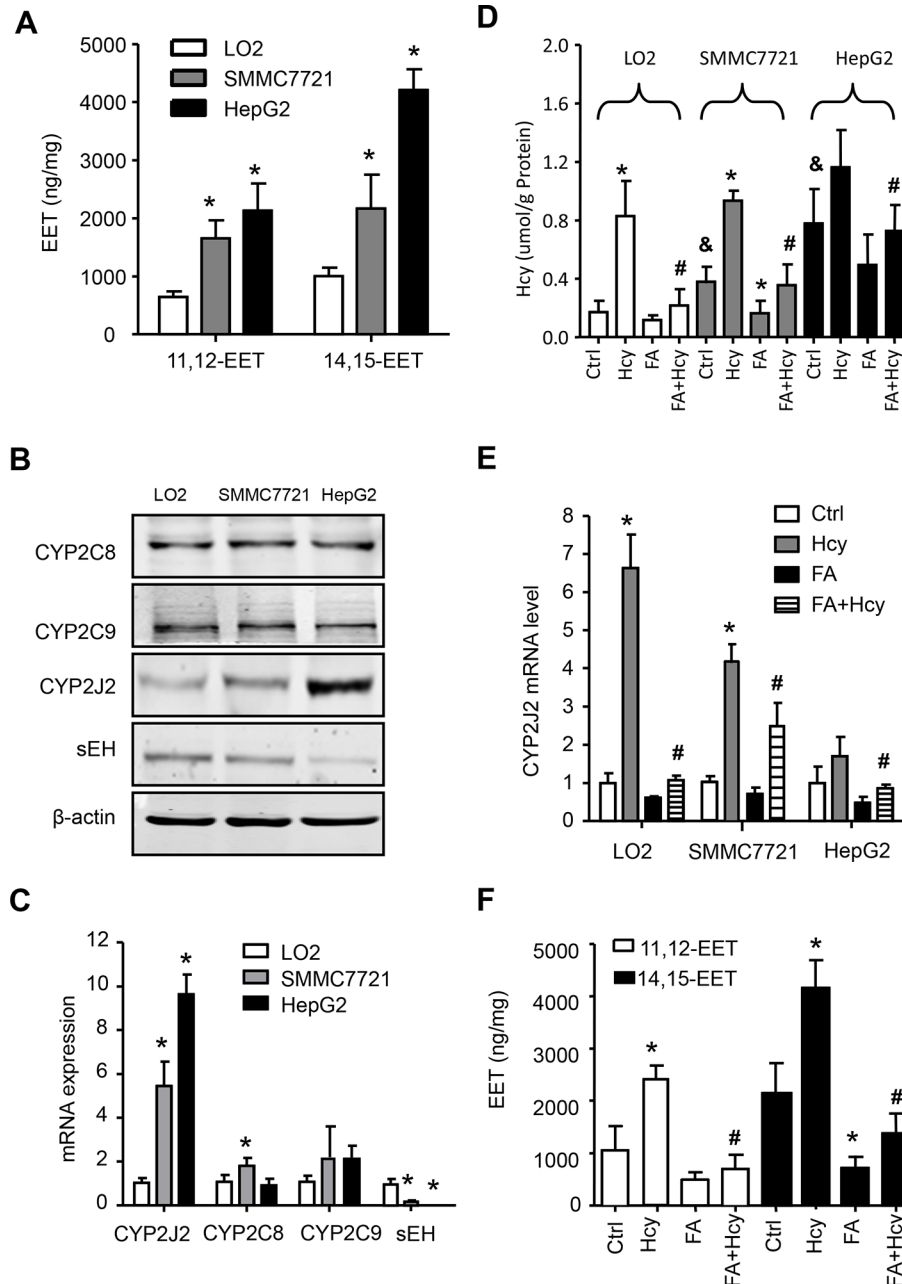 A
EET (ng/mg)
5000
4000
3000
2000
1000
0
LO2
SMMC7721
HepG2
* * * *
11,12-EET 14,15-EET
B
LO2 SMMC7721 HepG2
CYP2C8
CYP2C9
CYP2J2
sEH
β-actin
C
mRNA expression
12
10
8
6
4
2
0
LO2
SMMC7721
HepG2
* * * * *
CYP2J2 CYP2C8 CYP2C9 sEH
D
Hcy (umol/g Protein)
2.0
1.6
1.2
0.8
0.4
0.0
LO2 SMMC7721 HepG2
* # & * * # & #
Ctrl Hcy FA FA+Hcy Ctrl Hcy FA FA+Hcy Ctrl Hcy FA FA+Hcy
E
CYP2J2 mRNA level
8
7
6
5
4
3
2
1
0
Ctrl
Hcy
FA
FA+Hcy
* # * # #
LO2 SMMC7721 HepG2
F
EET (ng/mg)
5000
4000
3000
2000
1000
0
11,12-EET
14,15-EET
* # * * #
Ctrl Hcy FA FA+Hcy Ctrl Hcy FA FA+Hcy